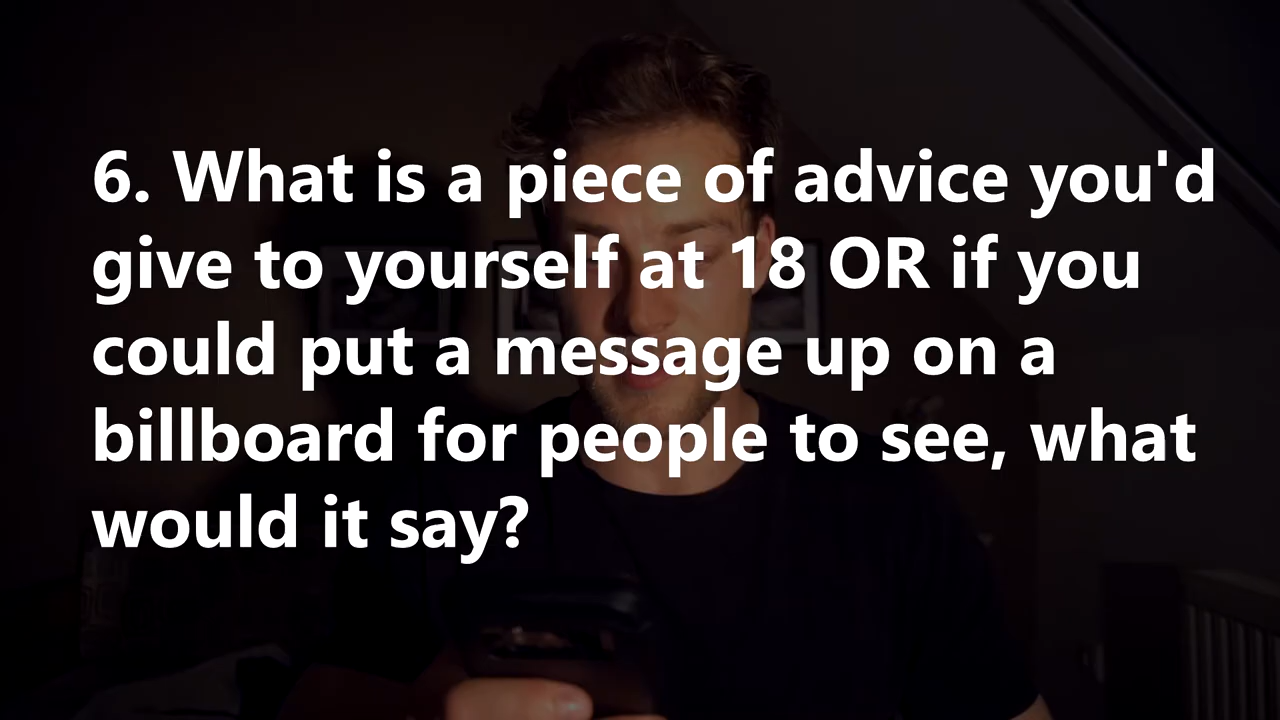 6. What is a piece of advice you'd
give to yourself at 18 OR if you
could put a message up on a
billboard for people to see, what
would it say?